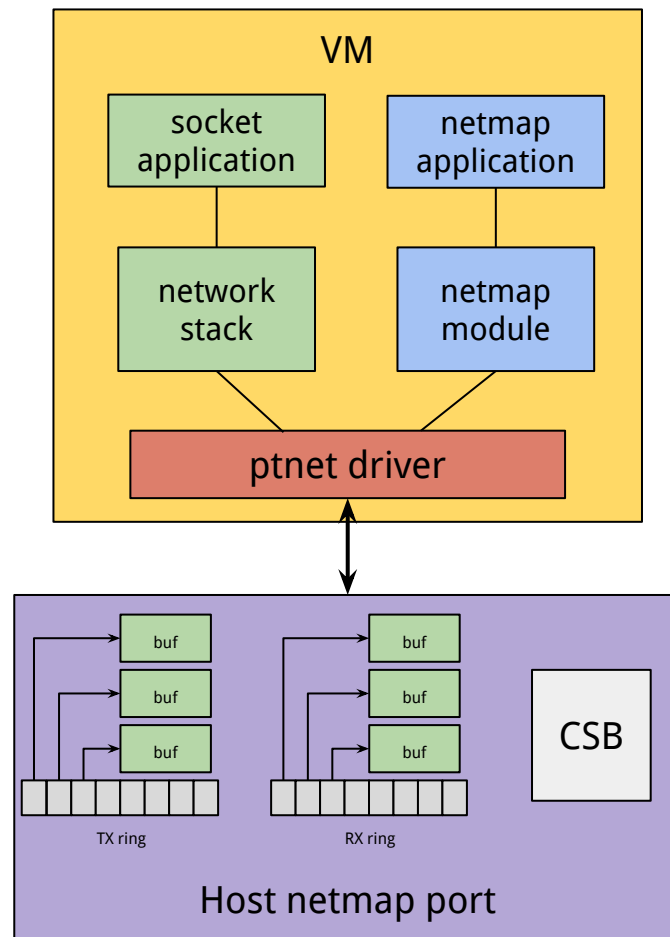 VM
socket
application
netmap
application
network
stack
netmap
module
ptnet driver
buf
buf
buf
TX ring
buf
buf
buf
RX ring
CSB
Host netmap port